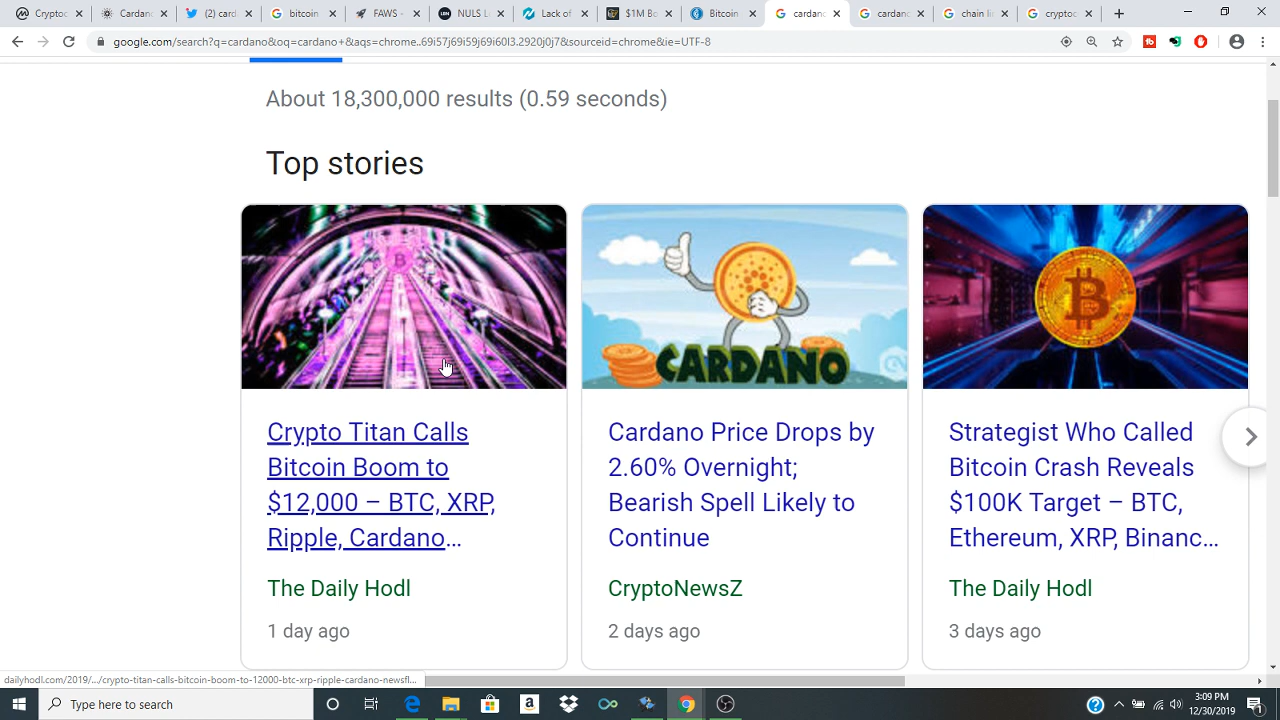 Crypto
Cardan
(2) card
bitcoin
FAWS -
NULS L
Lack of
$1M B
Bitcoin
cardan
cardan
chain li
cryptoc
google.com/search?q=cardano&oq=cardano+&aqs=chrome..69i57j69i59j69i60l3.2920j0j7&sourceid=chrome&ie=UTF-8
About 18,300,000 results (0.59 seconds)
Top stories
CARDANO
Crypto Titan Calls
Bitcoin Boom to
$12,000 – BTC, XRP,
Ripple, Cardano...
The Daily Hodl
1 day ago
Cardano Price Drops by
2.60% Overnight;
Bearish Spell Likely to
Continue
CryptoNewsZ
2 days ago
Strategist Who Called
Bitcoin Crash Reveals
$100K Target – BTC,
Ethereum, XRP, Binanc...
The Daily Hodl
3 days ago
dailyhodl.com/2019/.../crypto-titan-calls-bitcoin-boom-to-12000-btc-xrp-ripple-cardano-newsfl...
Type here to search
3:09 PM
12/30/2019